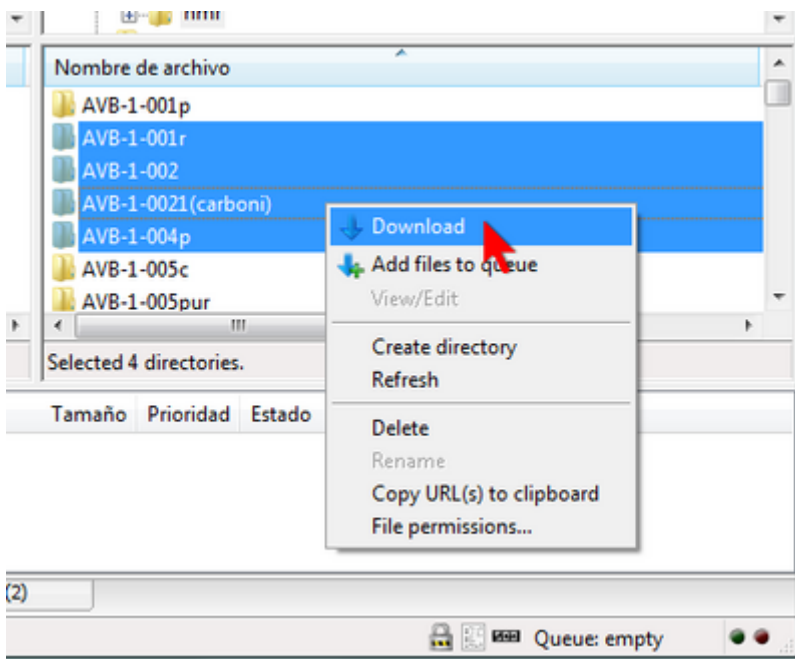 nmr
Nombre de archivo
AVB-1-001p
AVB-1-001r
AVB-1-002
AVB-1-0021(carboni)
AVB-1-004p
AVB-1-005c
AVB-1-005pur
Selected 4 directories.
Download
Add files to queue
View/Edit
Create directory
Refresh
Delete
Rename
Copy URL(s) to clipboard
File permissions...
Tamaño Prioridad Estado
(2)
Queue: empty